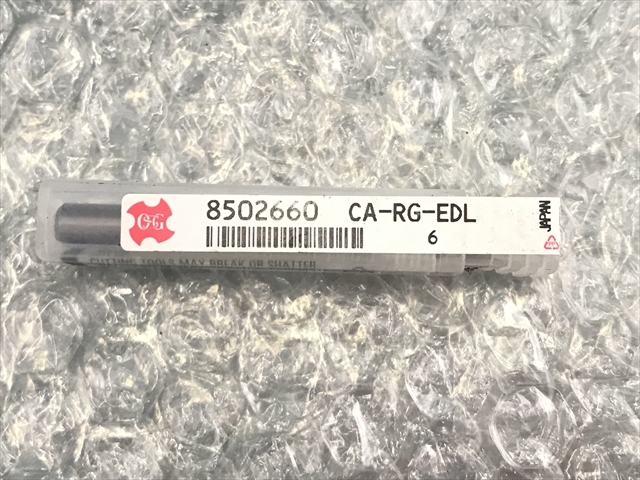 OSG
8502660 CA-RG-EDL
6
JAPAN
CUTTING TOOLS MAY BREAK OR SHATTER